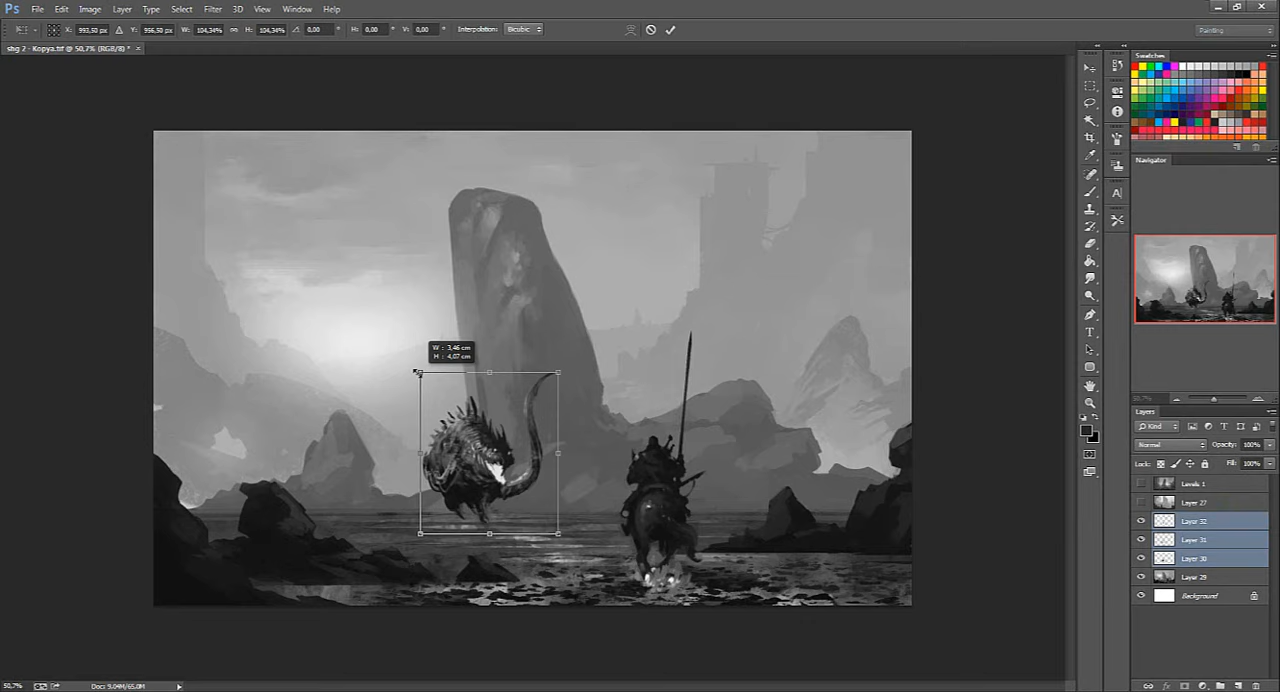 Ps File Edit Image Layer Type Select Filter 3D View Window Help
X: 993,50 px Y: 956,50 px W: 104,34% H: 104,34% 0,00 ° H: 0,00 ° V: 0,00 ° Interpolation: Bicubic
Painting
shg 2 - Kopya.tif @ 50,7% (RGB/8) * ×
Swatches
Navigator
W : 3,46 cm
H : 4,07 cm
50,7%
Layers
Kind
Normal Opacity: 100%
Lock: Fill: 100%
Levels 1
Layer 27
Layer 32
Layer 31
Layer 30
Layer 29
Background
50,7% Doc: 9,04M/65,0M